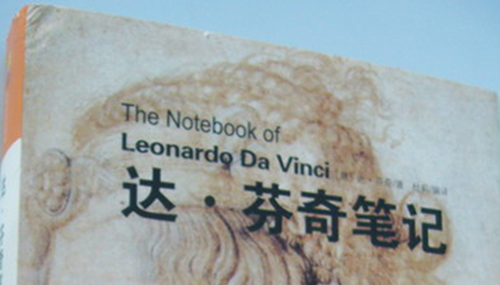 The Notebook of
Leonardo Da Vinci
达·芬奇笔记